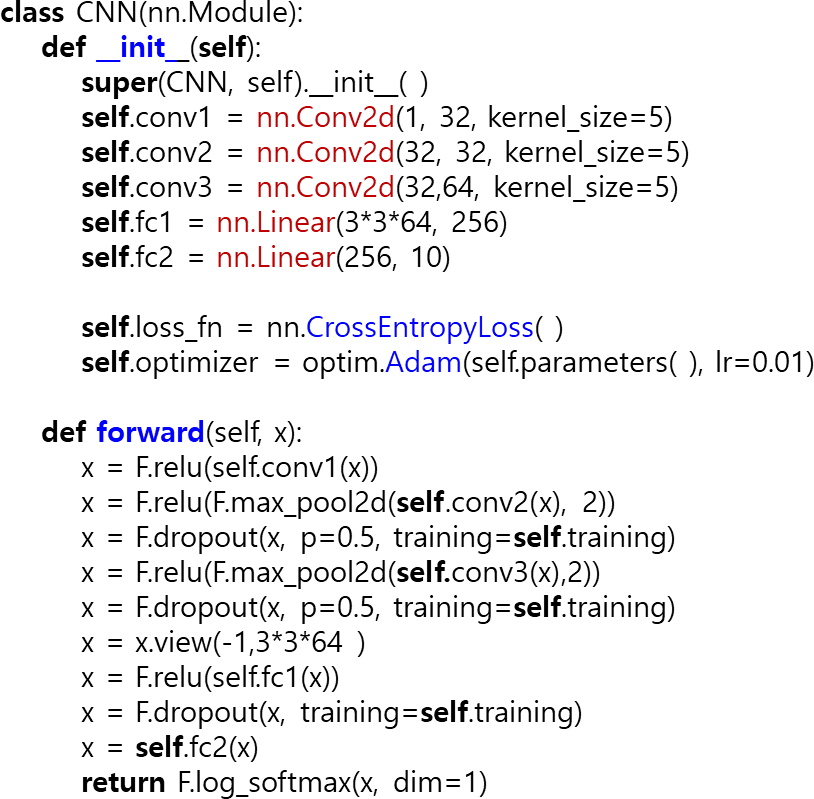 class CNN(nn.Module):
def __init__(self):
super(CNN, self).__init__( )
self.conv1 = nn.Conv2d(1, 32, kernel_size=5)
self.conv2 = nn.Conv2d(32, 32, kernel_size=5)
self.conv3 = nn.Conv2d(32,64, kernel_size=5)
self.fc1 = nn.Linear(3*3*64, 256)
self.fc2 = nn.Linear(256, 10)
self.loss_fn = nn.CrossEntropyLoss( )
self.optimizer = optim.Adam(self.parameters( ), lr=0.01)
def forward(self, x):
x = F.relu(self.conv1(x))
x = F.relu(F.max_pool2d(self.conv2(x), 2))
x = F.dropout(x, p=0.5, training=self.training)
x = F.relu(F.max_pool2d(self.conv3(x),2))
x = F.dropout(x, p=0.5, training=self.training)
x = x.view(-1,3*3*64 )
x = F.relu(self.fc1(x))
x = F.dropout(x, training=self.training)
x = self.fc2(x)
return F.log_softmax(x, dim=1)